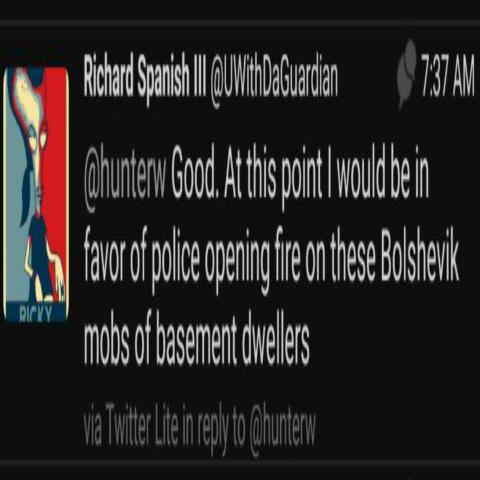 Richard Spanish III @UWithDaGuardian 7:37 AM
@hunterw Good. At this point I would be in
favor of police opening fire on these Bolshevik
mobs of basement dwellers
via Twitter Lite in reply to @hunterw
RICKY